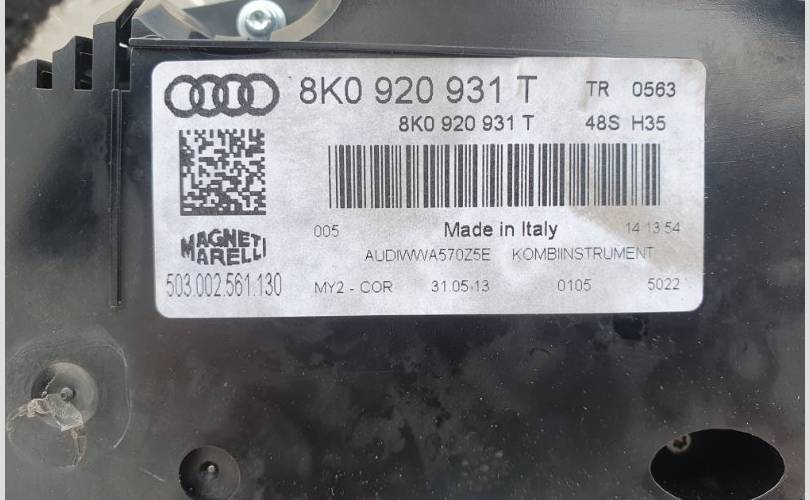 8K0 920 931 T TR 0563
8K0 920 931 T 48S H35
005 Made in Italy 14 13 54
MAGNETI
MARELLI
AUDIWWA570Z5E KOMBIINSTRUMENT
503.002.561.130 MY2 - COR 31.05.13 0105 5022